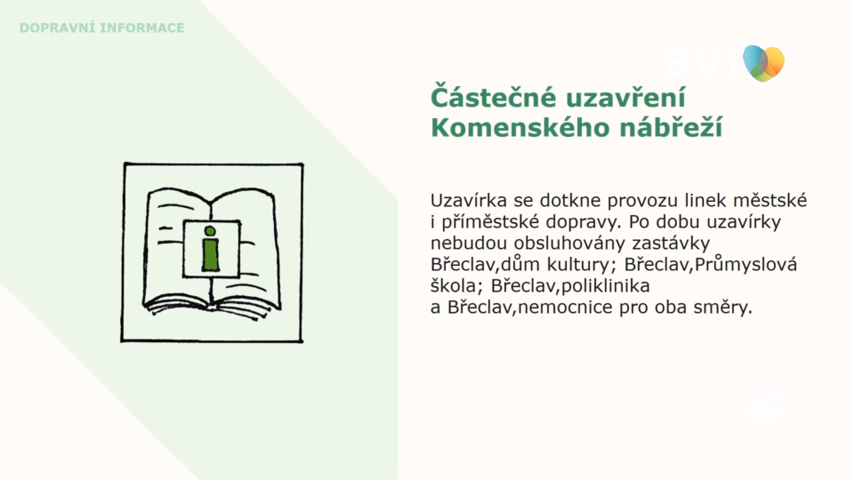 DOPRAVNÍ INFORMACE
Částečné uzavření
Komenského nábřeží
Uzavírka se dotkne provozu linek městské
i příměstské dopravy. Po dobu uzavírky
nebudou obsluhovány zastávky
Břeclav,dům kultury; Břeclav,Průmyslová
škola; Břeclav,poliklinika
a Břeclav,nemocnice pro oba směry.